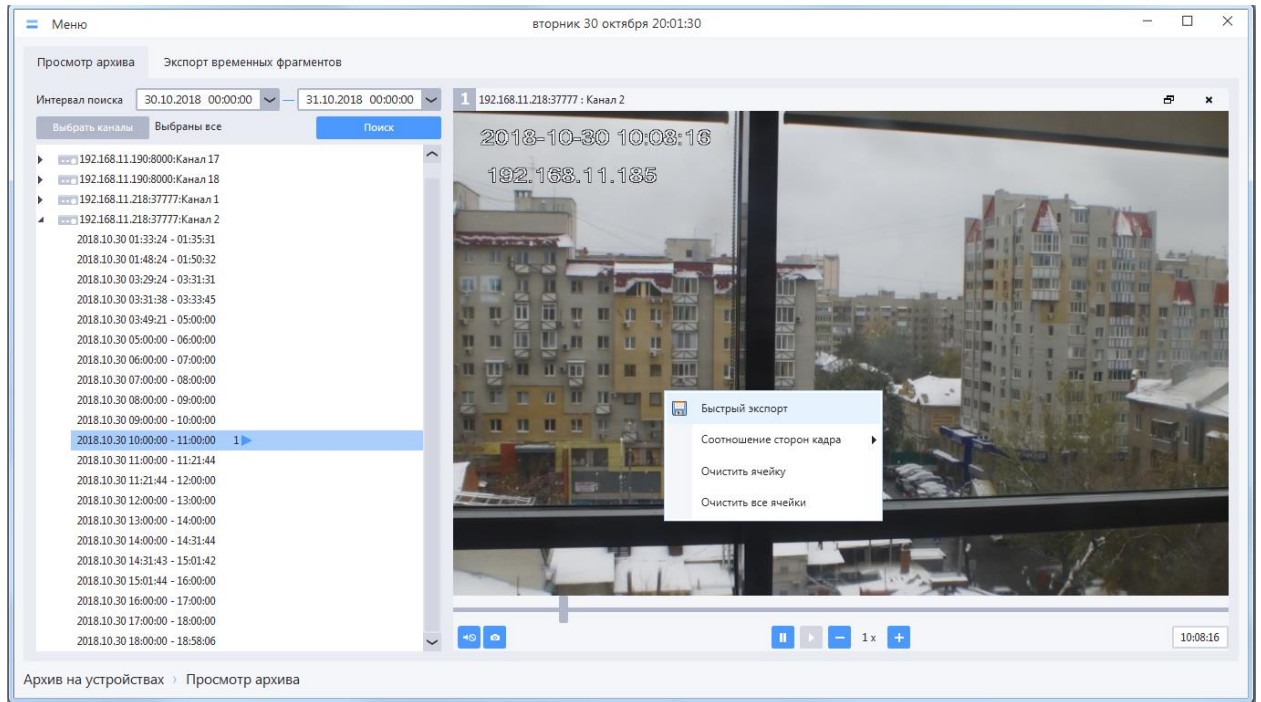 Меню
вторник 30 октября 20:01:30
Просмотр архива Экспорт временных фрагментов
Интервал поиска 30.10.2018 00:00:00 — 31.10.2018 00:00:00
Выбрать каналы Выбраны все Поиск
192.168.11.190:8000:Канал 17
192.168.11.190:8000:Канал 18
192.168.11.218:37777:Канал 1
192.168.11.218:37777:Канал 2
2018.10.30 01:33:24 - 01:35:31
2018.10.30 01:48:24 - 01:50:32
2018.10.30 03:29:24 - 03:31:31
2018.10.30 03:31:38 - 03:33:45
2018.10.30 03:49:21 - 05:00:00
2018.10.30 05:00:00 - 06:00:00
2018.10.30 06:00:00 - 07:00:00
2018.10.30 07:00:00 - 08:00:00
2018.10.30 08:00:00 - 09:00:00
2018.10.30 09:00:00 - 10:00:00
2018.10.30 10:00:00 - 11:00:00 1
2018.10.30 11:00:00 - 11:21:44
2018.10.30 11:21:44 - 12:00:00
2018.10.30 12:00:00 - 13:00:00
2018.10.30 13:00:00 - 14:00:00
2018.10.30 14:00:00 - 14:31:44
2018.10.30 14:31:43 - 15:01:42
2018.10.30 15:01:44 - 16:00:00
2018.10.30 16:00:00 - 17:00:00
2018.10.30 17:00:00 - 18:00:00
2018.10.30 18:00:00 - 18:58:06
1 192.168.11.218:37777 : Канал 2
2018-10-30 10:08:16
192.168.11.185
Быстрый экспорт
Соотношение сторон кадра
Очистить ячейку
Очистить все ячейки
1 x
10:08:16
Архив на устройствах › Просмотр архива